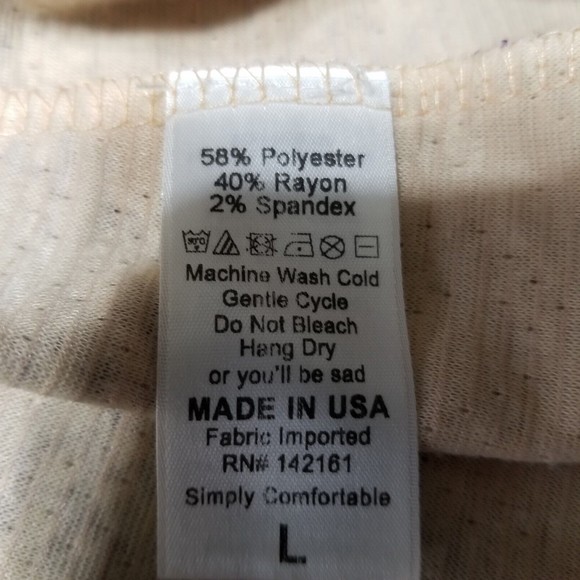 58% Polyester
40% Rayon
2% Spandex
Machine Wash Cold
Gentle Cycle
Do Not Bleach
Hang Dry
or you'll be sad
MADE IN USA
Fabric Imported
RN# 142161
Simply Comfortable
L